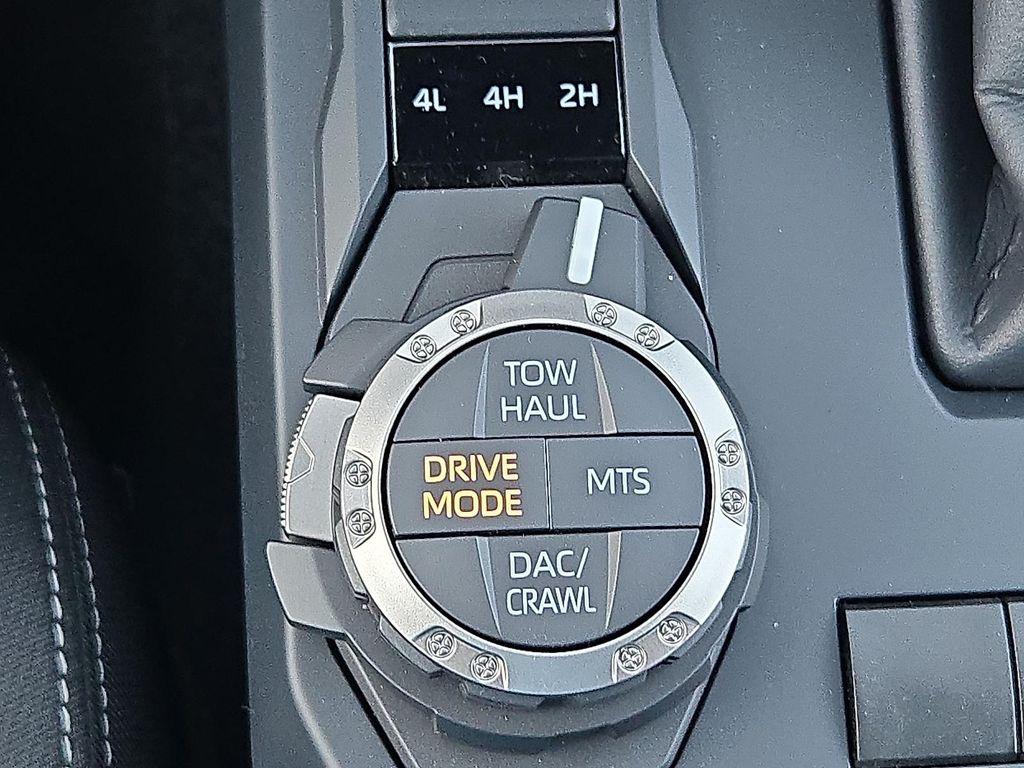 4L 4H 2H
TOW
HAUL
DRIVE
MODE
MTS
DAC/
CRAWL